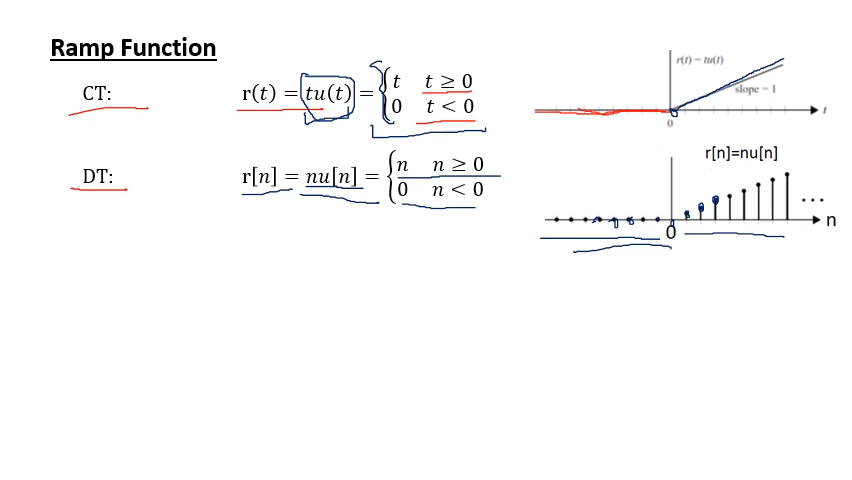 Ramp Function
CT: r(t) = tu(t) = { t t ≥ 0
0 t < 0
r(t) = tu(t)
slope = 1
t
0
DT: r[n] = nu[n] = { n n ≥ 0
0 n < 0
r[n]=nu[n]
...
n
0